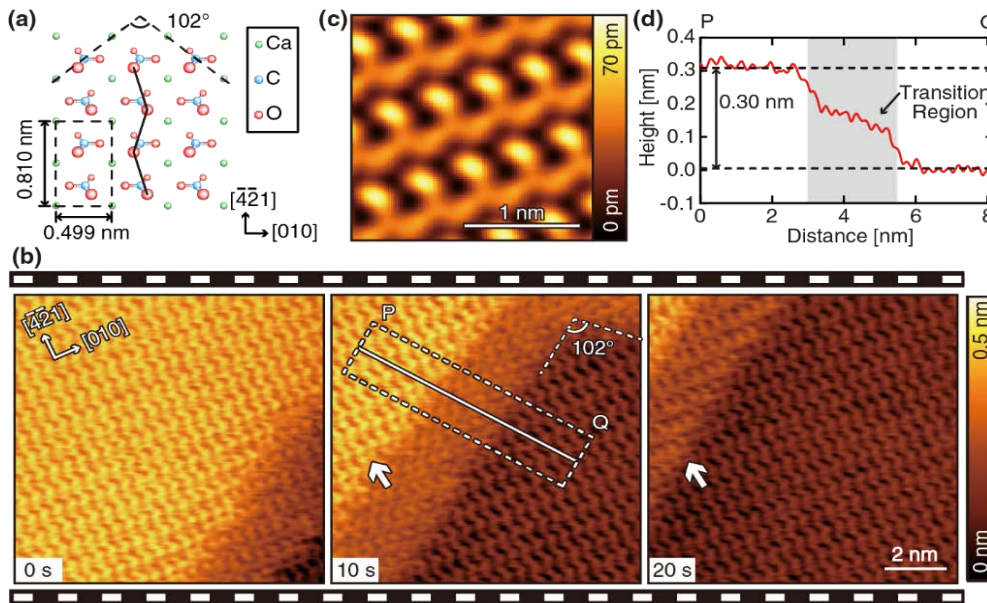 (a)
102°
Ca
C
O
0.810 nm
0.499 nm
[4̅2̅1]
[010]
(c)
70 pm
0 pm
1 nm
(d)
P
Height [nm]
0.4
0.3
0.2
0.1
0.0
-0.1
0.30 nm
Transition
Region
0
2
4
6
8
Distance [nm]
(b)
[4̅2̅1]
[010]
0 s
P
Q
102°
10 s
20 s
2 nm
0.5 nm
0 nm